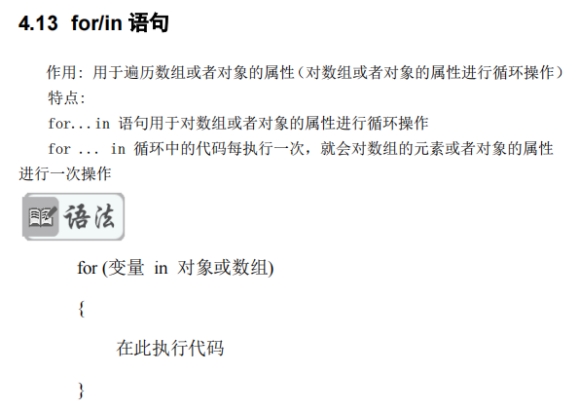 4.13 for/in 语句
作用: 用于遍历数组或者对象的属性(对数组或者对象的属性进行循环操作)
特点:
for...in 语句用于对数组或者对象的属性进行循环操作
for ... in 循环中的代码每执行一次，就会对数组的元素或者对象的属性
进行一次操作
语法
for (变量 in 对象或数组)
{
在此执行代码
}